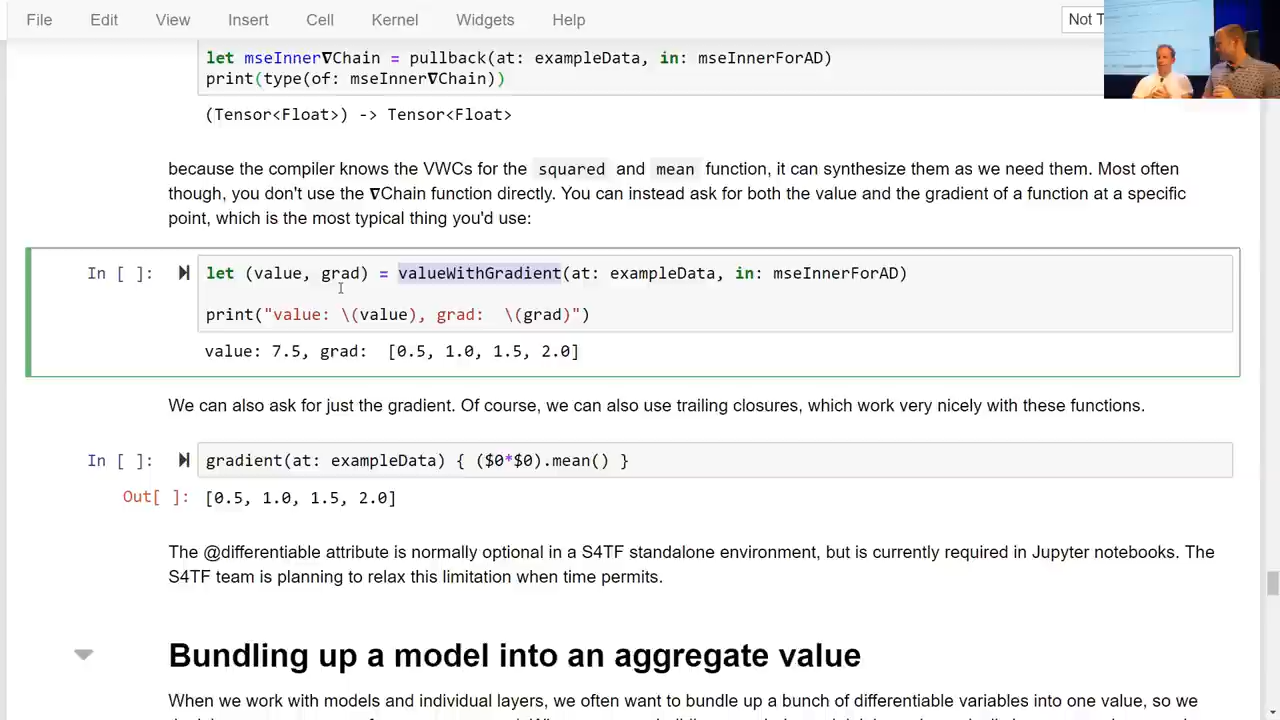 File Edit View Insert Cell Kernel Widgets Help Not T
let mseInner∇Chain = pullback(at: exampleData, in: mseInnerForAD)
print(type(of: mseInner∇Chain))
(Tensor<Float>) -> Tensor<Float>
because the compiler knows the VWCs for the squared and mean function, it can synthesize them as we need them. Most often
though, you don't use the ∇Chain function directly. You can instead ask for both the value and the gradient of a function at a specific
point, which is the most typical thing you'd use:
In [ ]: let (value, grad) = valueWithGradient(at: exampleData, in: mseInnerForAD)
print("value: \(value), grad:  \(grad)")
value: 7.5, grad:  [0.5, 1.0, 1.5, 2.0]
We can also ask for just the gradient. Of course, we can also use trailing closures, which work very nicely with these functions.
In [ ]: gradient(at: exampleData) { ($0*$0).mean() }
Out[ ]: [0.5, 1.0, 1.5, 2.0]
The @differentiable attribute is normally optional in a S4TF standalone environment, but is currently required in Jupyter notebooks. The
S4TF team is planning to relax this limitation when time permits.
Bundling up a model into an aggregate value
When we work with models and individual layers, we often want to bundle up a bunch of differentiable variables into one value, so we